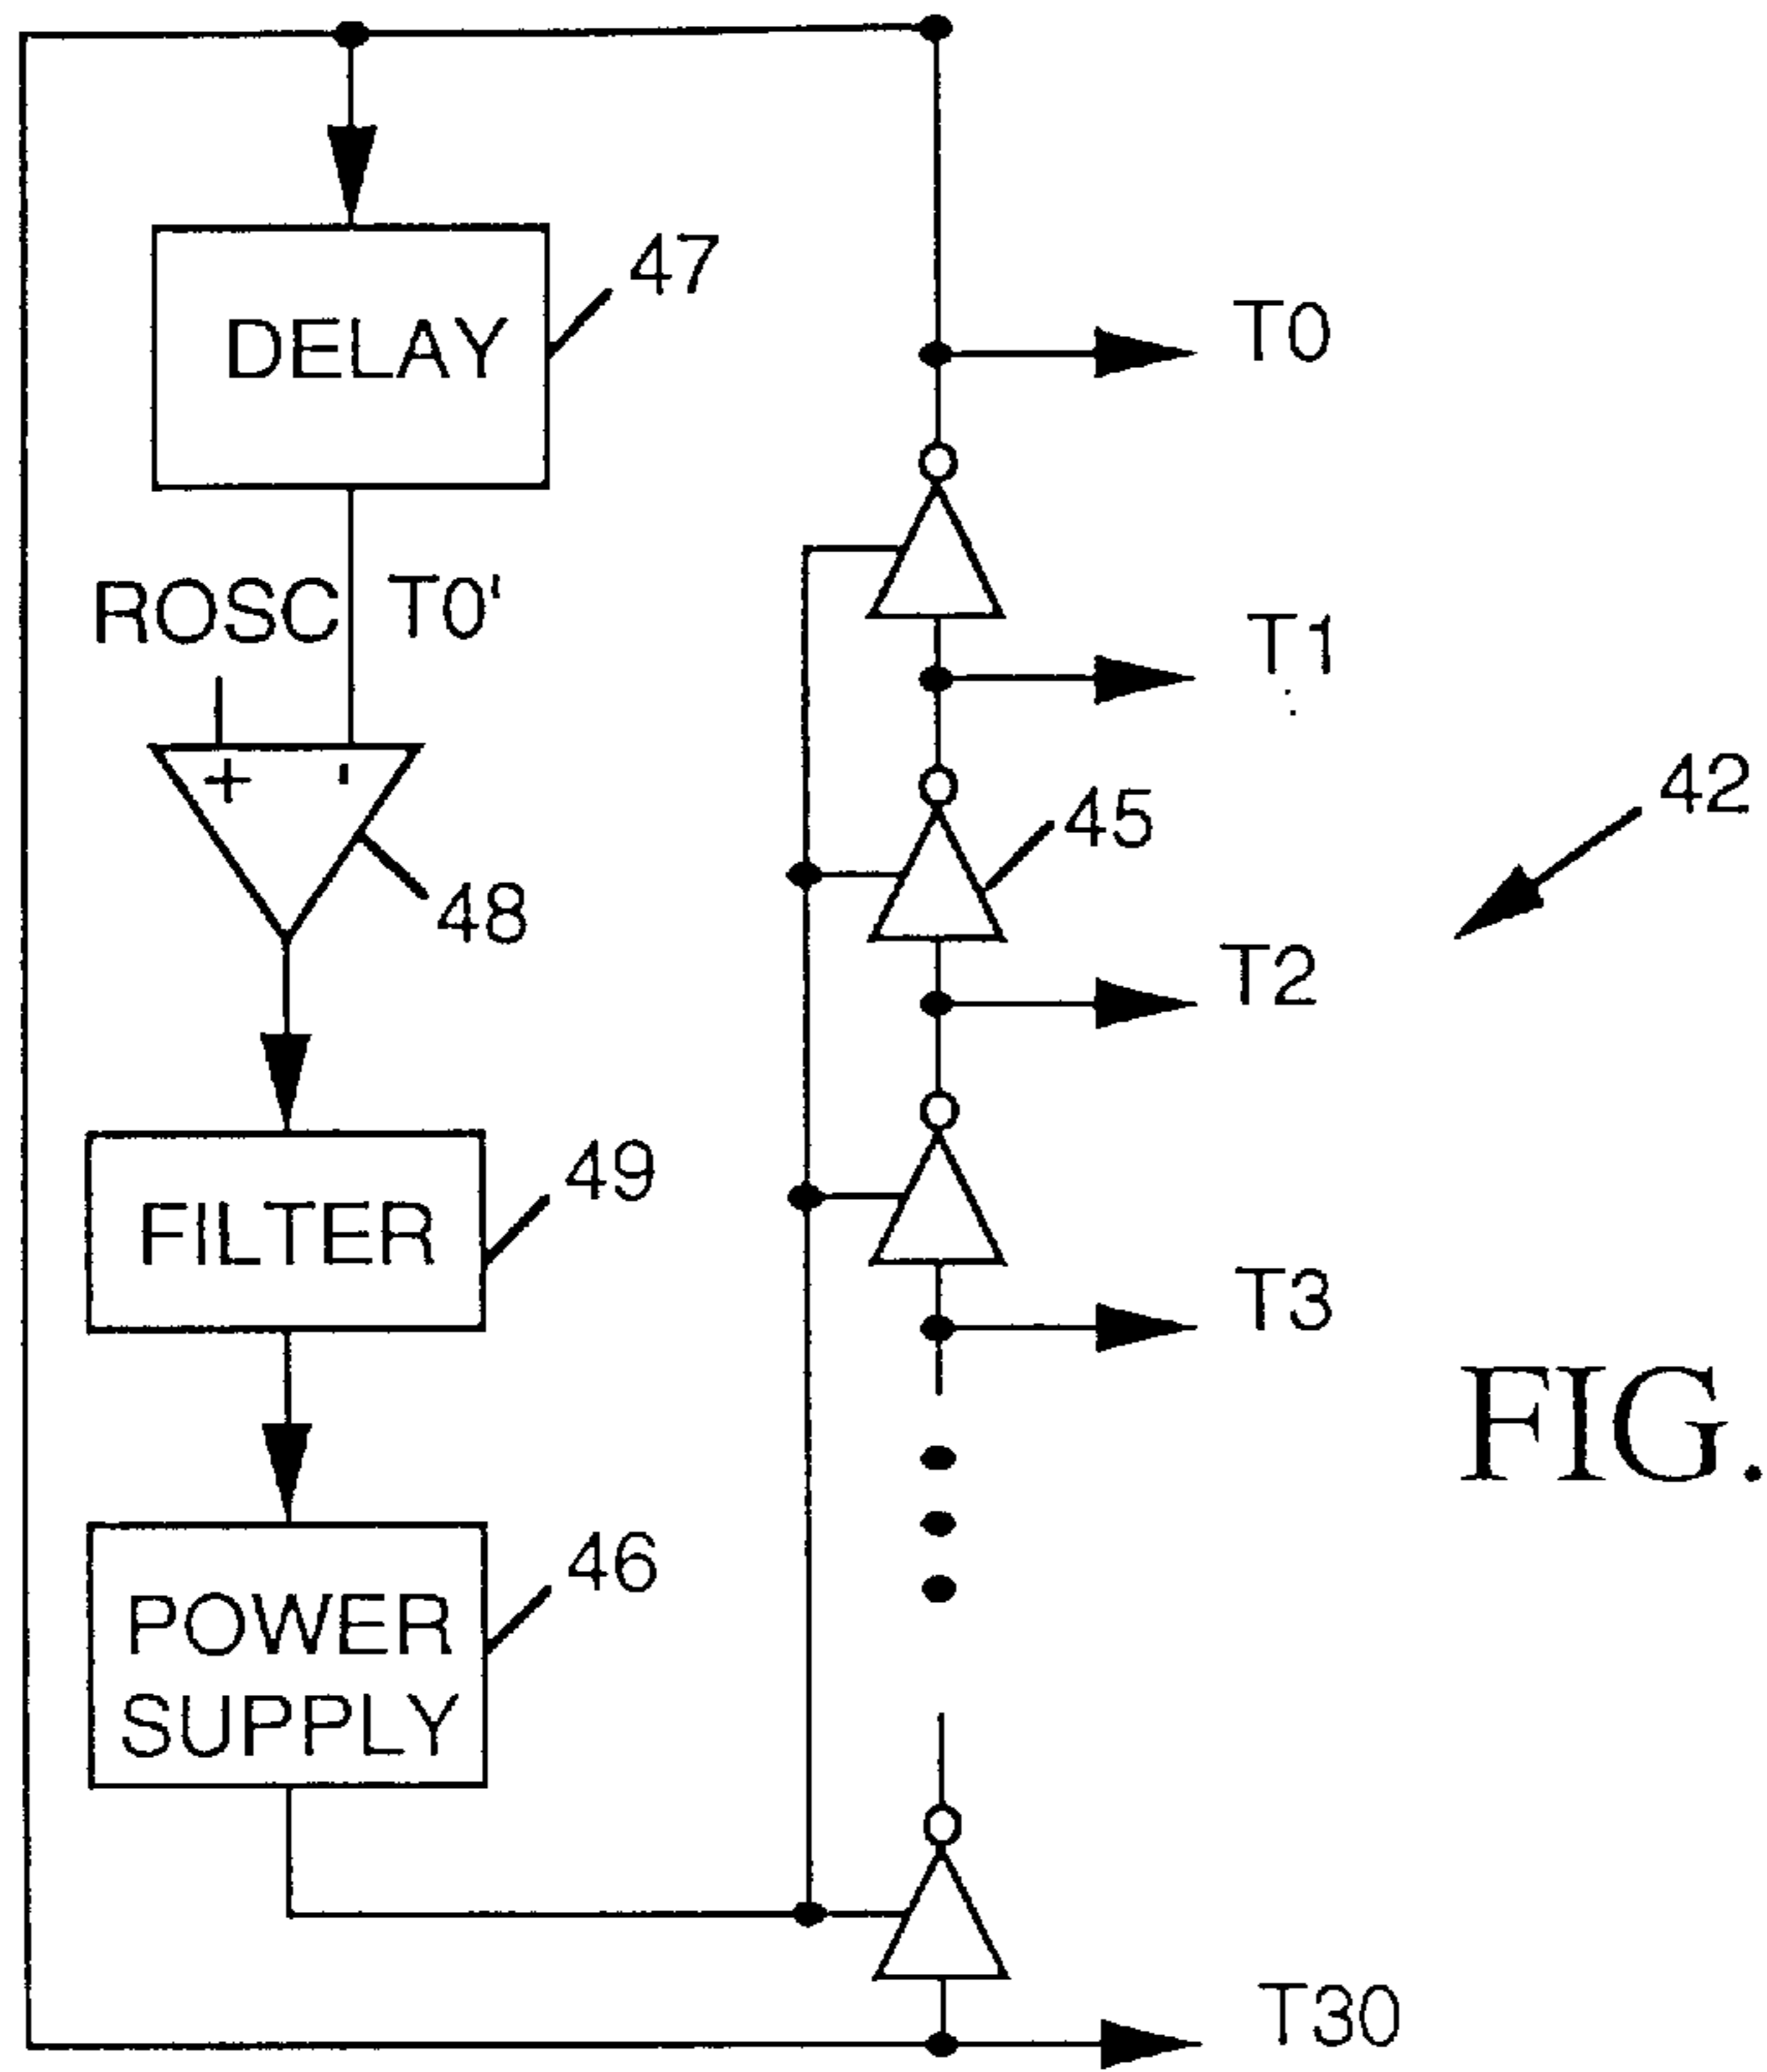 47
DELAY
T0
ROSC
T0'
T1
+
-
42
45
48
T2
49
FILTER
T3
FIG.
46
POWER
SUPPLY
T30